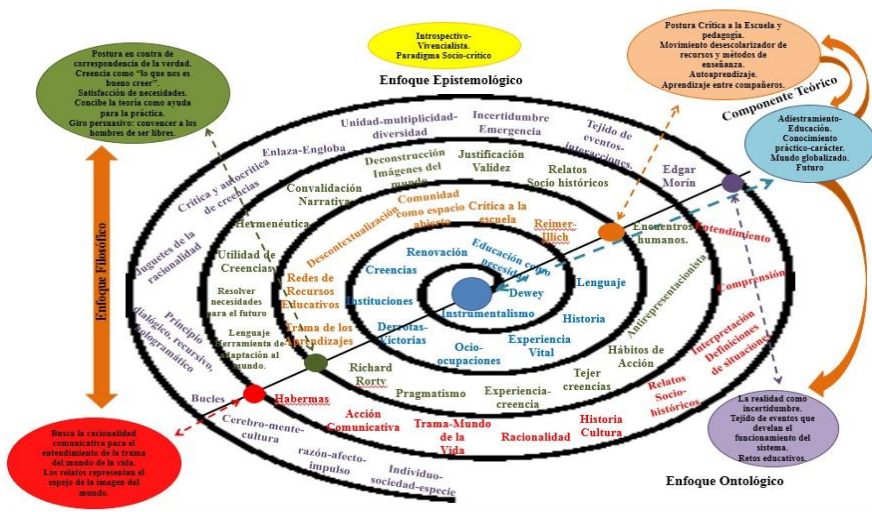 Postura en contra de
correspondencia de la verdad.
Creencia como “lo que nos es
bueno creer”.
Satisfacción de necesidades.
Concibe la teoría como ayuda
para la práctica.
Giro persuasivo: convencer a los
hombres de ser libres.
Introspectivo-
Vivencialista.
Paradigma Socio-crítico
Postura Crítica a la Escuela y
pedagogía.
Movimiento desescolarizador de
recursos y métodos de
enseñanza.
Autoaprendizaje.
Aprendizaje entre compañeros.
Enfoque Epistemológico
Componente Teórico
Adiestramiento-
Educación.
Conocimiento
práctico-carácter.
Mundo globalizado.
Futuro
Enfoque Filosófico
Unidad-multiplicidad-
diversidad
Incertidumbre
Emergencia
Tejido de
eventos-
interacciones.
Edgar
Morín
Enlaza-Engloba
Crítica y autocrítica
de creencias
Juguetes de la
racionalidad
Principio
dialógico, recursivo,
hologramático
Bucles
Cerebro-mente-
cultura
razón-afecto-
impulso
Individuo-
sociedad-especie
Deconstrucción
Imágenes del
mundo
Justificación
Validez
Relatos
Socio históricos
Convalidación
Narrativa
Hermenéutica
Utilidad de
Creencias
Resolver
necesidades
para el futuro
Lenguaje
Herramienta de
Adaptación al
mundo.
Encuentros
humanos.
Antirrepresentacionista
Hábitos de
Acción
Tejer
creencias
Experiencia-
creencia
Pragmatismo
Richard
Rorty
Descontextualización
Comunidad
como espacio
abierto
Crítica a la
escuela
Reimer-
Illich
Redes de
Recursos
Educativos
Trama de los
Aprendizajes
Renovación
Educación como
necesidad
Creencias
Instituciones
Dewey
Instrumentalismo
Lenguaje
Historia
Derrotas-
Victorias
Ocio-
ocupaciones
Experiencia
Vital
Entendimiento
Comprensión
Interpretación
Definiciones
de situaciones
Relatos
Socio-
históricos
Historia
Cultura
Racionalidad
Trama-Mundo
de la
Vida
Acción
Comunicativa
Habermas
Busca la racionalidad
comunicativa para el
entendimiento de la trama
del mundo de la vida.
Los relatos representan el
espejo de la imagen del
mundo.
La realidad como
incertidumbre.
Tejido de eventos que
develan el
funcionamiento del
sistema.
Retos educativos.
Enfoque Ontológico